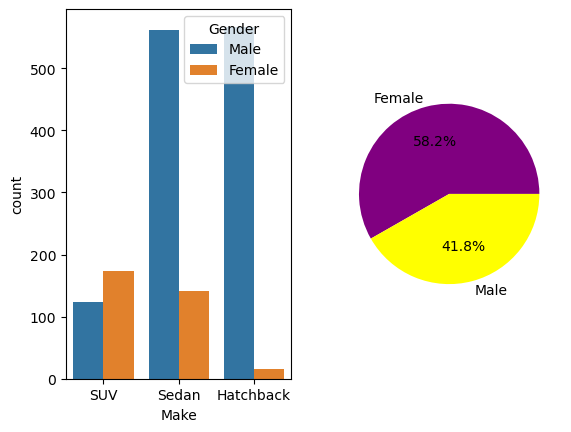 Gender
Male
Female
500
400
300
200
100
0
count
SUV
Sedan
Hatchback
Make
Female
58.2%
41.8%
Male